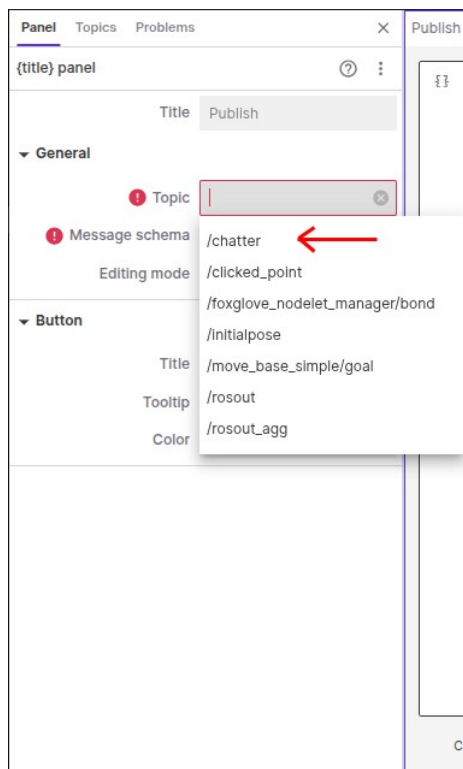 Panel Topics Problems
Publish
{title} panel
{}
Title Publish
General
Topic
Message schema
/chatter
Editing mode
/clicked_point
/foxglove_nodelet_manager/bond
Button
/initialpose
Title
/move_base_simple/goal
Tooltip
/rosout
Color
/rosout_agg
C